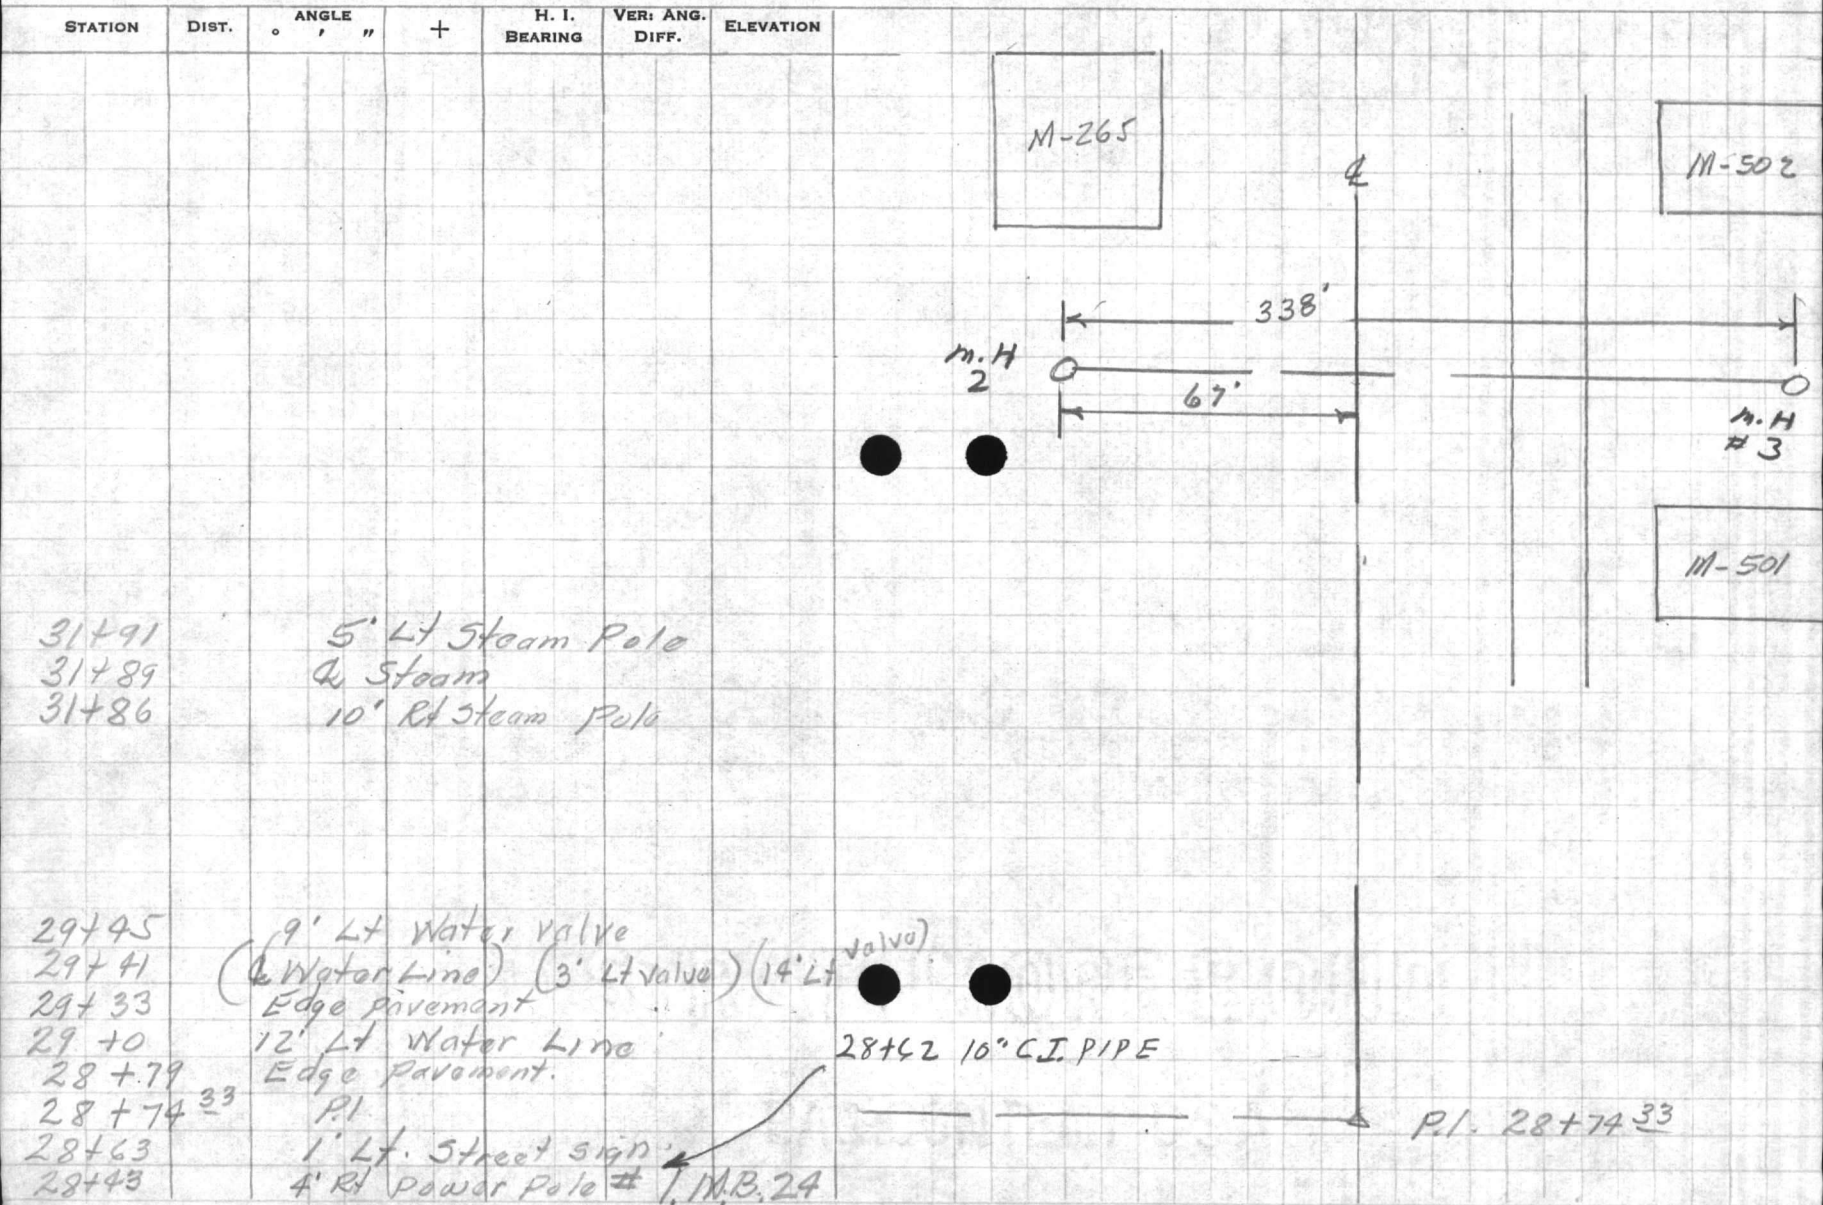 STATION DIST. ANGLE ° ' " + H. I. BEARING VER: ANG. DIFF. ELEVATION
M-265
M-502
℄
338'
M.H 2
67'
M.H #3
M-501
31+91 5' Lt Steam Pole
31+89 ℄ Steam
31+86 10' Rt Steam Pole
29+45 9' Lt Water valve
29+41 (℄ Water Line) (3' Lt valve) (14' Lt valve)
29+33 Edge pavement
29+0 12' Lt Water Line
28+79 Edge Pavement.
28+74 33 P.I
28+63 1' Lt. Street sign
28+43 4' Rt Power Pole #
M.B. 24
10" C.I. PIPE
P.I. 28+74 33